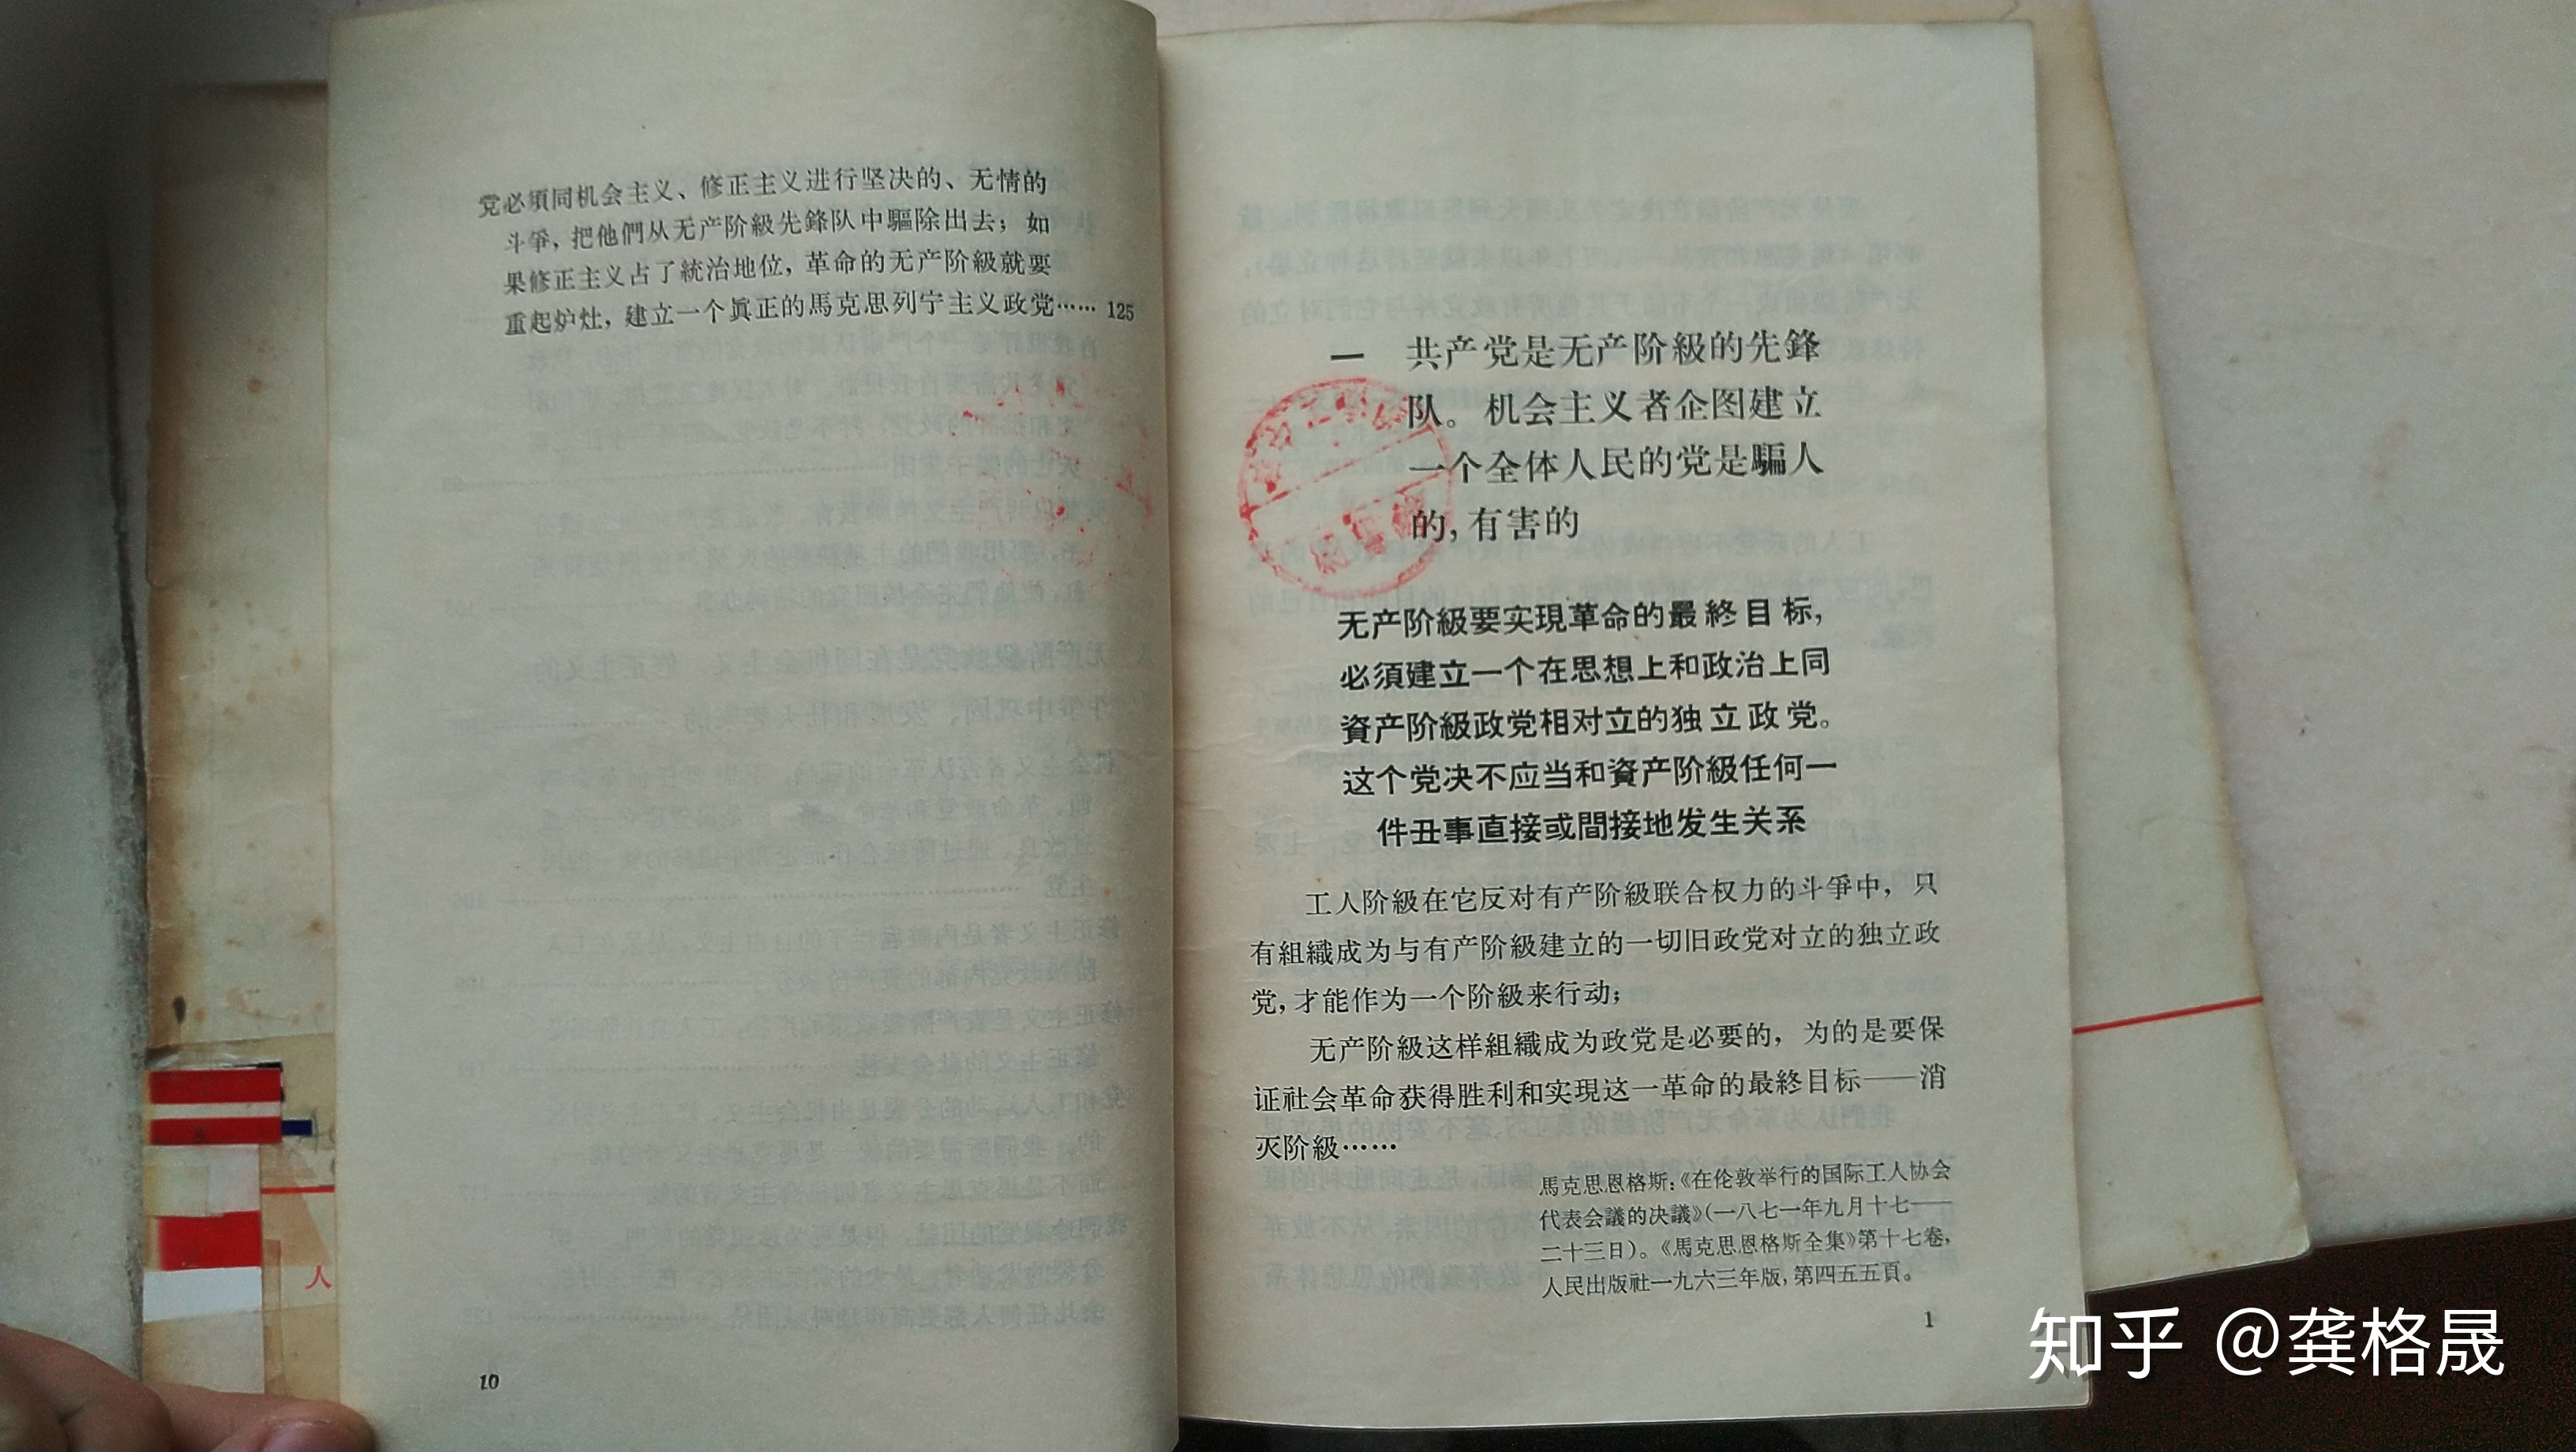 党必須同机会主义、修正主义进行坚决的、无情的
斗爭，把他們从无产阶級先鋒队中驅除出去；如
果修正主义占了統治地位，革命的无产阶級就要
重起炉灶，建立一个眞正的馬克思列宁主义政党…… 125
10
一 共产党是无产阶級的先鋒
队。机会主义者企图建立
一个全体人民的党是騙人
的，有害的
无产阶級要实現革命的最終目标，
必須建立一个在思想上和政治上同
資产阶級政党相对立的独立政党。
这个党决不应当和資产阶級任何一
件丑事直接或間接地发生关系
工人阶級在它反对有产阶級联合权力的斗爭中，只
有組織成为与有产阶級建立的一切旧政党对立的独立政
党，才能作为一个阶級来行动；
无产阶級这样組織成为政党是必要的，为的是要保
证社会革命获得胜利和实現这一革命的最終目标——消
灭阶級……
馬克思恩格斯：《在伦敦举行的国际工人协会
代表会議的决議》（一八七一年九月十七——
二十三日）。《馬克思恩格斯全集》第十七卷，
人民出版社一九六三年版，第四五五頁。
1
人
知乎 @龚格晟